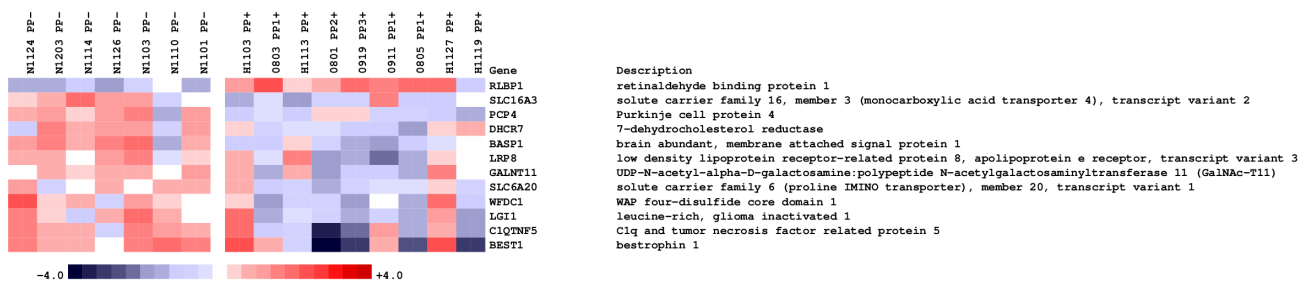 N1124 PP-
N1203 PP-
N1114 PP-
N1126 PP-
N1103 PP-
N1110 PP-
N1101 PP-
H1103 PP+
0803 PP1+
H1113 PP+
0801 PP2+
0919 PP3+
0911 PP1+
0805 PP1+
H1127 PP+
H1119 PP+
Gene Description
RLBP1 retinaldehyde binding protein 1
SLC16A3 solute carrier family 16, member 3 (monocarboxylic acid transporter 4), transcript variant 2
PCP4 Purkinje cell protein 4
DHCR7 7-dehydrocholesterol reductase
BASP1 brain abundant, membrane attached signal protein 1
LRP8 low density lipoprotein receptor-related protein 8, apolipoprotein e receptor, transcript variant 3
GALNT11 UDP-N-acetyl-alpha-D-galactosamine:polypeptide N-acetylgalactosaminyltransferase 11 (GalNAc-T11)
SLC6A20 solute carrier family 6 (proline IMINO transporter), member 20, transcript variant 1
WFDC1 WAP four-disulfide core domain 1
LGI1 leucine-rich, glioma inactivated 1
C1QTNF5 C1q and tumor necrosis factor related protein 5
BEST1 bestrophin 1
-4.0 +4.0